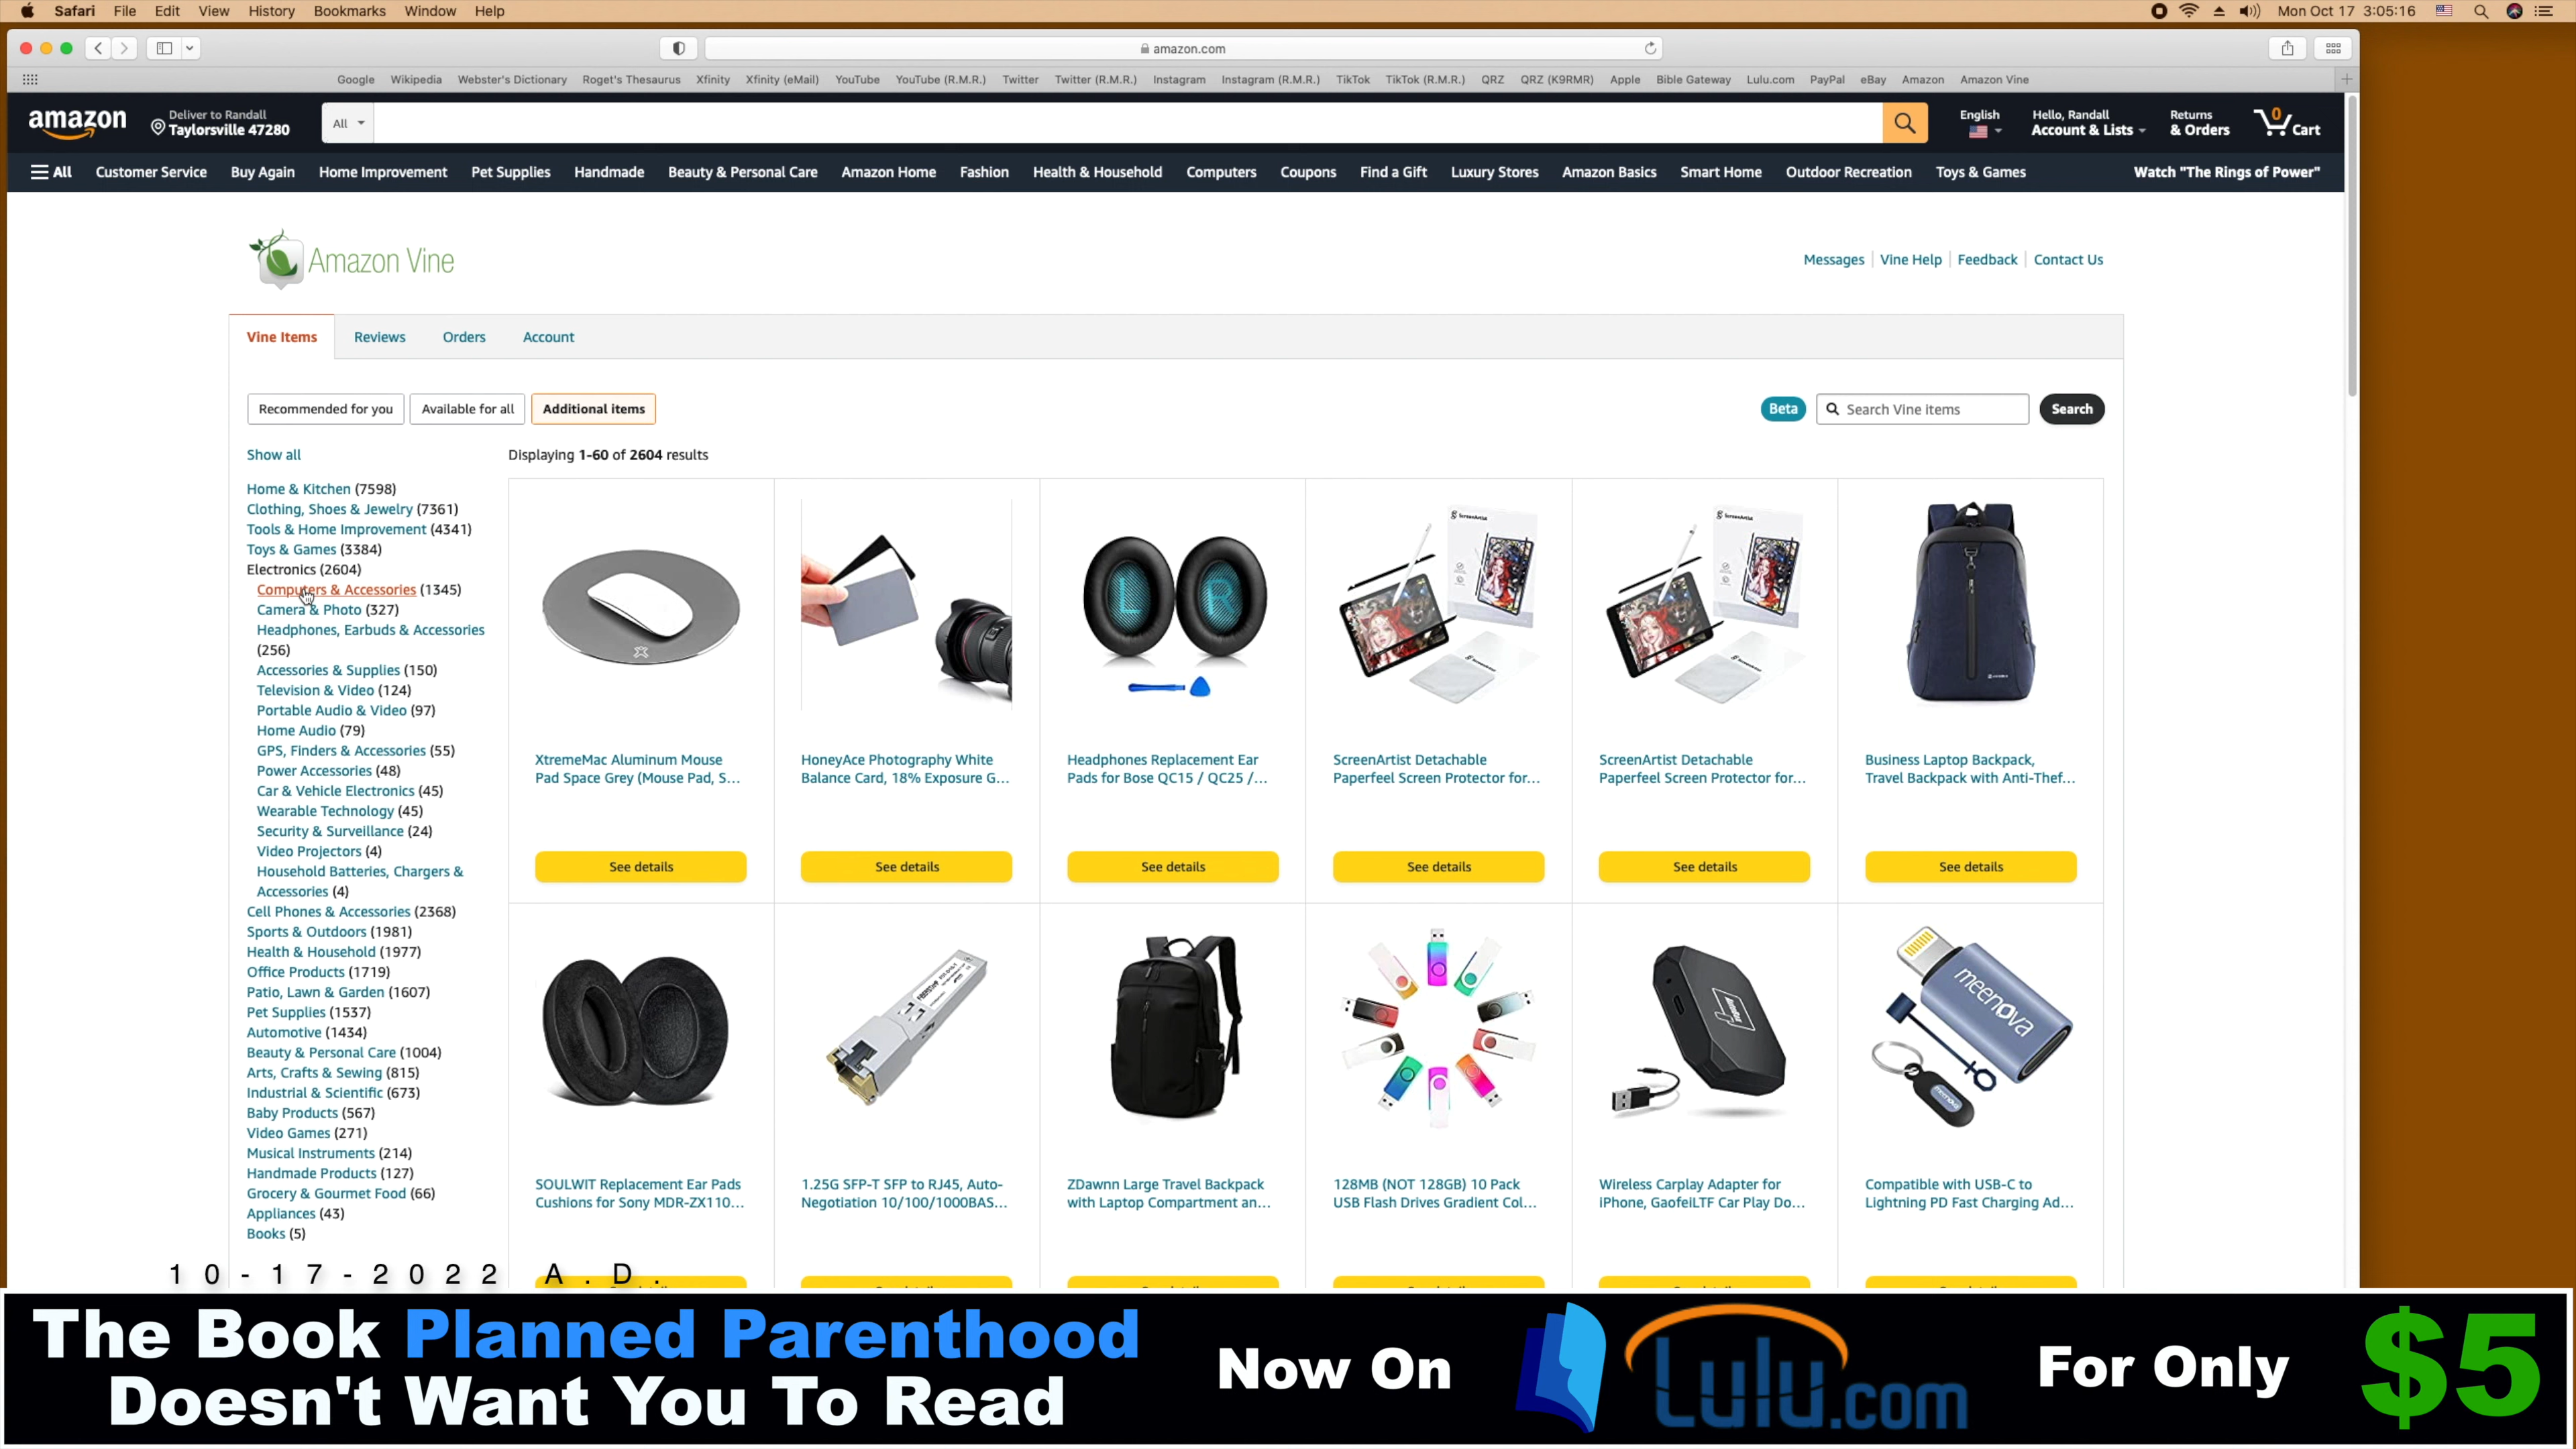 Safari File Edit View History Bookmarks Window Help Mon Oct 17 3:05:16
amazon.com
Google Wikipedia Webster's Dictionary Roget's Thesaurus Xfinity Xfinity (eMail) YouTube YouTube (R.M.R.) Twitter Twitter (R.M.R.) Instagram Instagram (R.M.R.) TikTok TikTok (R.M.R.) QRZ QRZ (K9RMR) Apple Bible Gateway Lulu.com PayPal eBay Amazon Amazon Vine
amazon Deliver to Randall Taylorsville 47280 All English Hello, Randall Account & Lists Returns & Orders 0 Cart
All Customer Service Buy Again Home Improvement Pet Supplies Handmade Beauty & Personal Care Amazon Home Fashion Health & Household Computers Coupons Find a Gift Luxury Stores Amazon Basics Smart Home Outdoor Recreation Toys & Games Watch "The Rings of Power"
Amazon Vine Messages Vine Help Feedback Contact Us
Vine Items Reviews Orders Account
Recommended for you Available for all Additional items Beta Search Vine items Search
Show all
Displaying 1-60 of 2604 results
Home & Kitchen (7598)
Clothing, Shoes & Jewelry (7361)
Tools & Home Improvement (4341)
Toys & Games (3384)
Electronics (2604)
Computers & Accessories (1345)
Camera & Photo (327)
Headphones, Earbuds & Accessories
(256)
Accessories & Supplies (150)
Television & Video (124)
Portable Audio & Video (97)
Home Audio (79)
GPS, Finders & Accessories (55)
Power Accessories (48)
Car & Vehicle Electronics (45)
Wearable Technology (45)
Security & Surveillance (24)
Video Projectors (4)
Household Batteries, Chargers &
Accessories (4)
Cell Phones & Accessories (2368)
Sports & Outdoors (1981)
Health & Household (1977)
Office Products (1719)
Patio, Lawn & Garden (1607)
Pet Supplies (1537)
Automotive (1434)
Beauty & Personal Care (1004)
Arts, Crafts & Sewing (815)
Industrial & Scientific (673)
Baby Products (567)
Video Games (271)
Musical Instruments (214)
Handmade Products (127)
Grocery & Gourmet Food (66)
Appliances (43)
Books (5)
L R
ScreenArtist
ScreenArtist
XtremeMac Aluminum Mouse
Pad Space Grey (Mouse Pad, S...
See details
HoneyAce Photography White
Balance Card, 18% Exposure G...
See details
Headphones Replacement Ear
Pads for Bose QC15 / QC25 /...
See details
ScreenArtist Detachable
Paperfeel Screen Protector for...
See details
ScreenArtist Detachable
Paperfeel Screen Protector for...
See details
Business Laptop Backpack,
Travel Backpack with Anti-Thef...
See details
meenova
SOULWIT Replacement Ear Pads
Cushions for Sony MDR-ZX110...
1.25G SFP-T SFP to RJ45, Auto-
Negotiation 10/100/1000BAS...
ZDawnn Large Travel Backpack
with Laptop Compartment an...
128MB (NOT 128GB) 10 Pack
USB Flash Drives Gradient Col...
Wireless Carplay Adapter for
iPhone, GaofeiLTF Car Play Do...
Compatible with USB-C to
Lightning PD Fast Charging Ad...
10-17-2022 A.D.
The Book Planned Parenthood
Doesn't Want You To Read
Now On
Lulu.com
For Only
$5